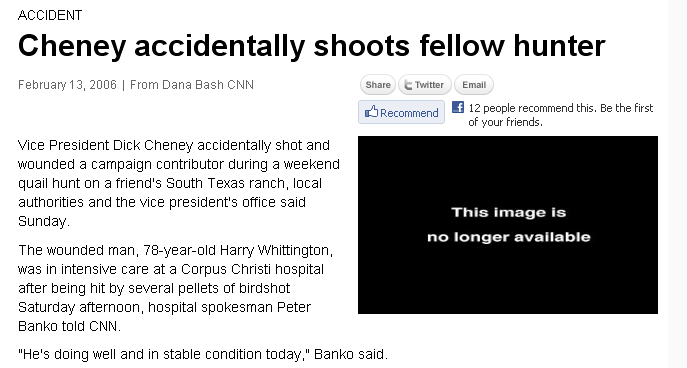 ACCIDENT
Cheney accidentally shoots fellow hunter
February 13, 2006 | From Dana Bash CNN
Share Twitter Email
Recommend 12 people recommend this. Be the first
of your friends.
Vice President Dick Cheney accidentally shot and
wounded a campaign contributor during a weekend
quail hunt on a friend's South Texas ranch, local
authorities and the vice president's office said
Sunday.
This image is
no longer available
The wounded man, 78-year-old Harry Whittington,
was in intensive care at a Corpus Christi hospital
after being hit by several pellets of birdshot
Saturday afternoon, hospital spokesman Peter
Banko told CNN.
"He's doing well and in stable condition today," Banko said.